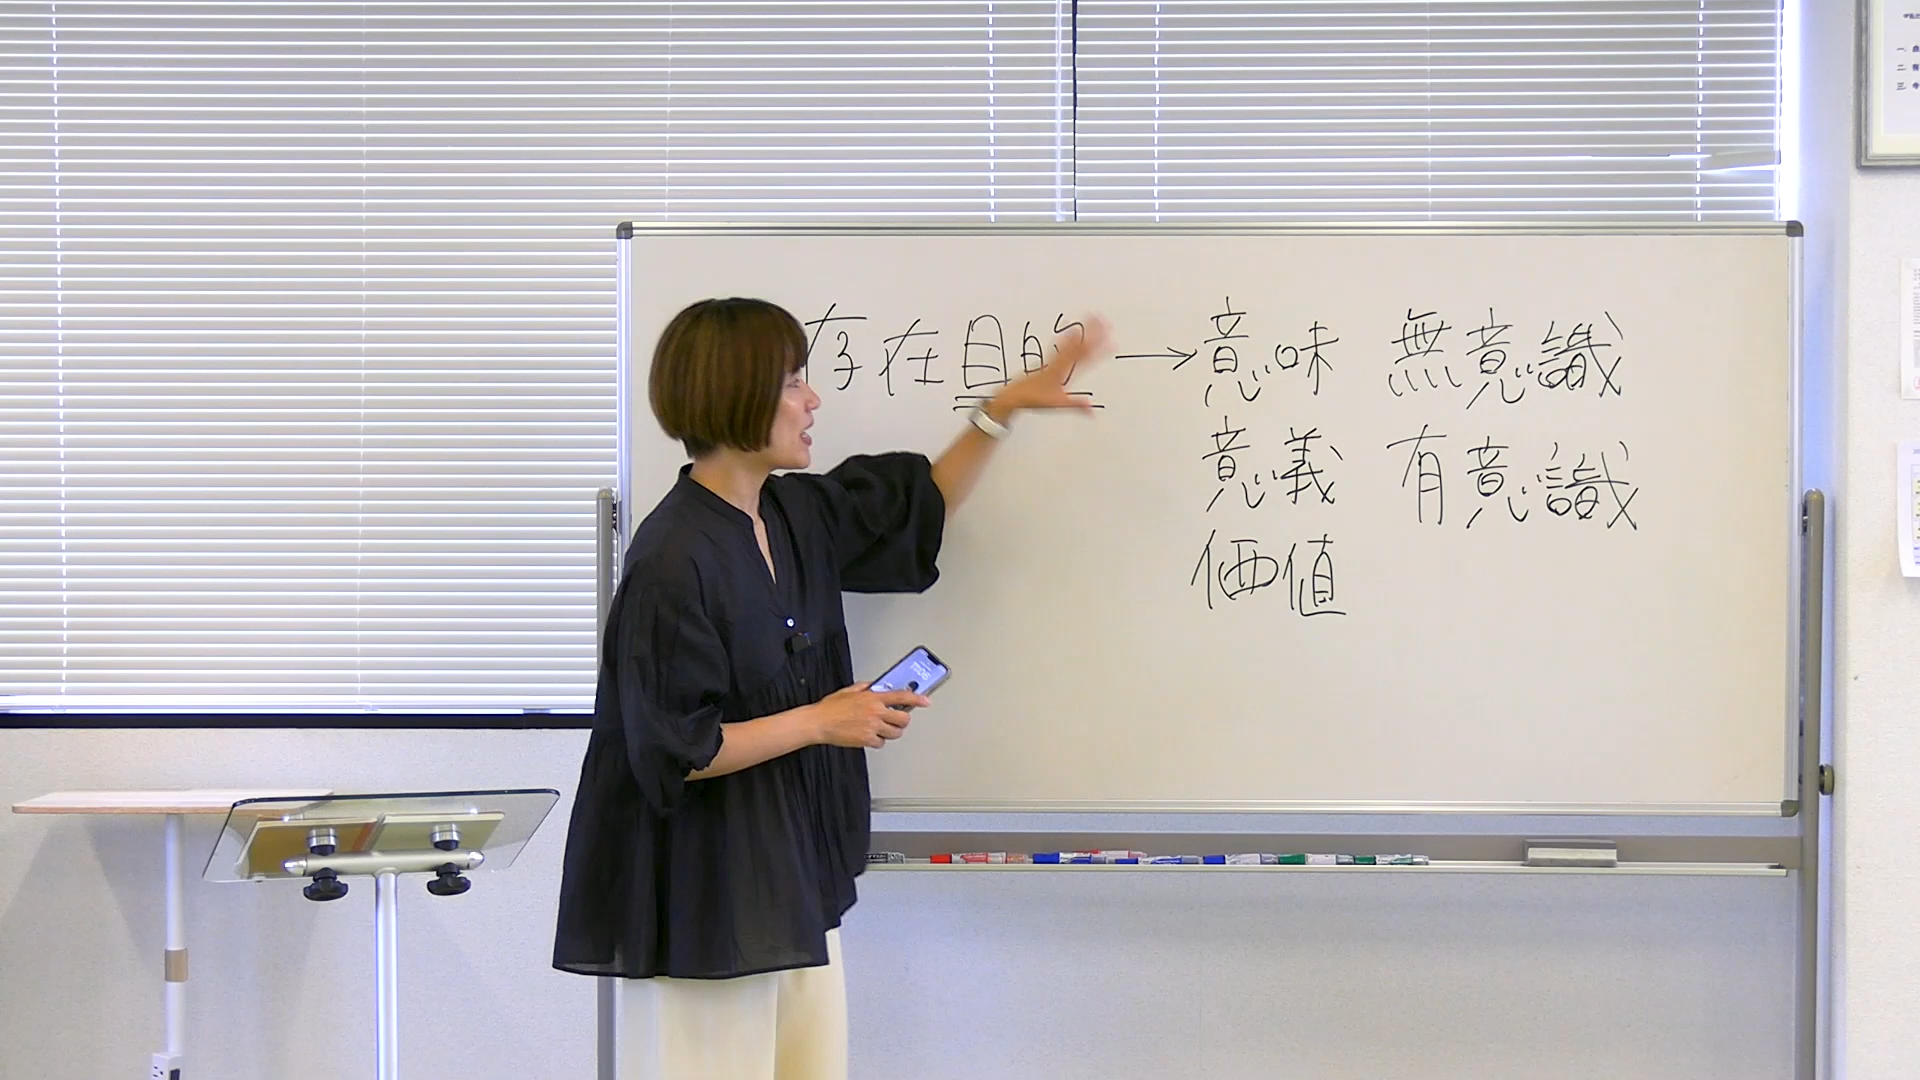 存在目的→意味 無意識
意義 有意識
価値